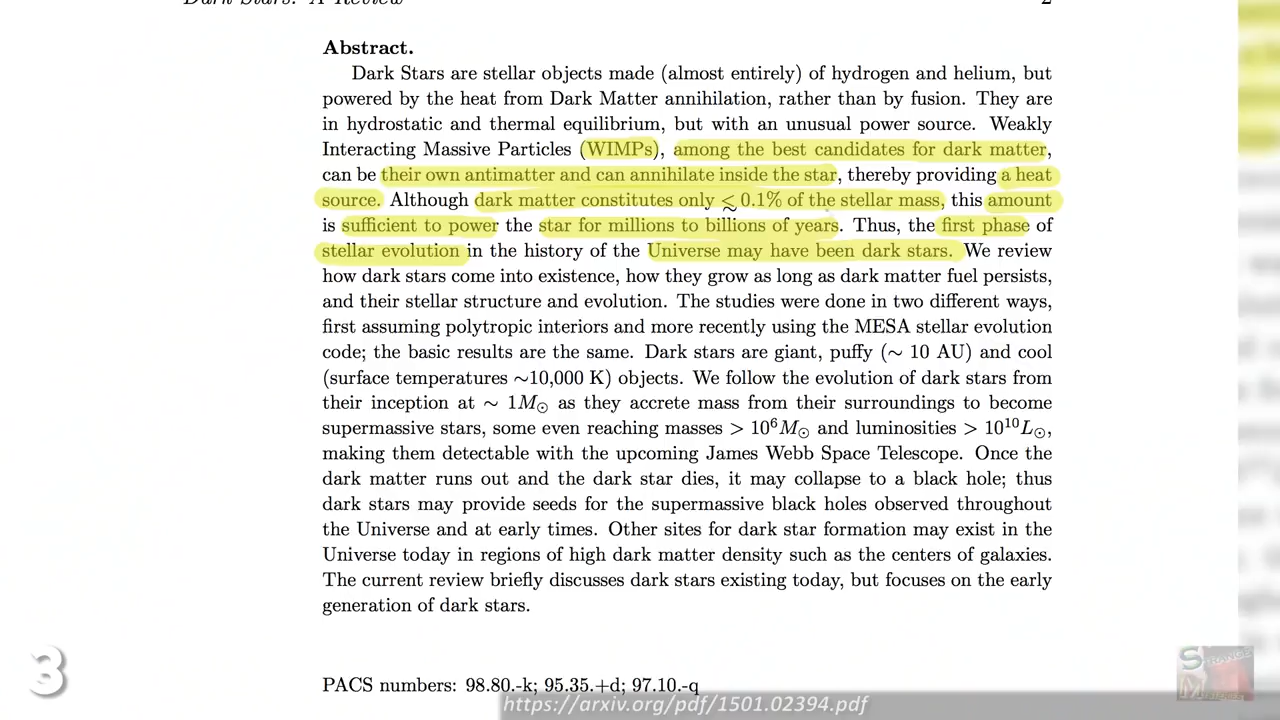 Dark Stars: A Review 2
Abstract.
Dark Stars are stellar objects made (almost entirely) of hydrogen and helium, but
powered by the heat from Dark Matter annihilation, rather than by fusion. They are
in hydrostatic and thermal equilibrium, but with an unusual power source. Weakly
Interacting Massive Particles (WIMPs), among the best candidates for dark matter,
can be their own antimatter and can annihilate inside the star, thereby providing a heat
source. Although dark matter constitutes only ≲ 0.1% of the stellar mass, this amount
is sufficient to power the star for millions to billions of years. Thus, the first phase of
stellar evolution in the history of the Universe may have been dark stars. We review
how dark stars come into existence, how they grow as long as dark matter fuel persists,
and their stellar structure and evolution. The studies were done in two different ways,
first assuming polytropic interiors and more recently using the MESA stellar evolution
code; the basic results are the same. Dark stars are giant, puffy (∼ 10 AU) and cool
(surface temperatures ∼10,000 K) objects. We follow the evolution of dark stars from
their inception at ∼ 1M⊙ as they accrete mass from their surroundings to become
supermassive stars, some even reaching masses > 10⁶M⊙ and luminosities > 10¹⁰L⊙,
making them detectable with the upcoming James Webb Space Telescope. Once the
dark matter runs out and the dark star dies, it may collapse to a black hole; thus
dark stars may provide seeds for the supermassive black holes observed throughout
the Universe and at early times. Other sites for dark star formation may exist in the
Universe today in regions of high dark matter density such as the centers of galaxies.
The current review briefly discusses dark stars existing today, but focuses on the early
generation of dark stars.
3
STRANGE
PACS numbers: 98.80.-k; 95.35.+d; 97.10.-q
https://arxiv.org/pdf/1501.02394.pdf